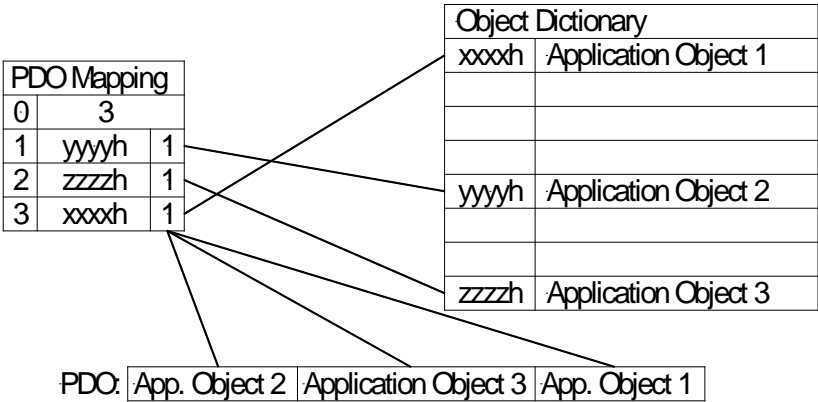 Object Dictionary
xxxxh Application Object 1
PDO Mapping
0 3
1 yyyyh 1
2 zzzzh 1
3 xxxxh 1
yyyyh Application Object 2
zzzzh Application Object 3
PDO: App. Object 2 Application Object 3 App. Object 1